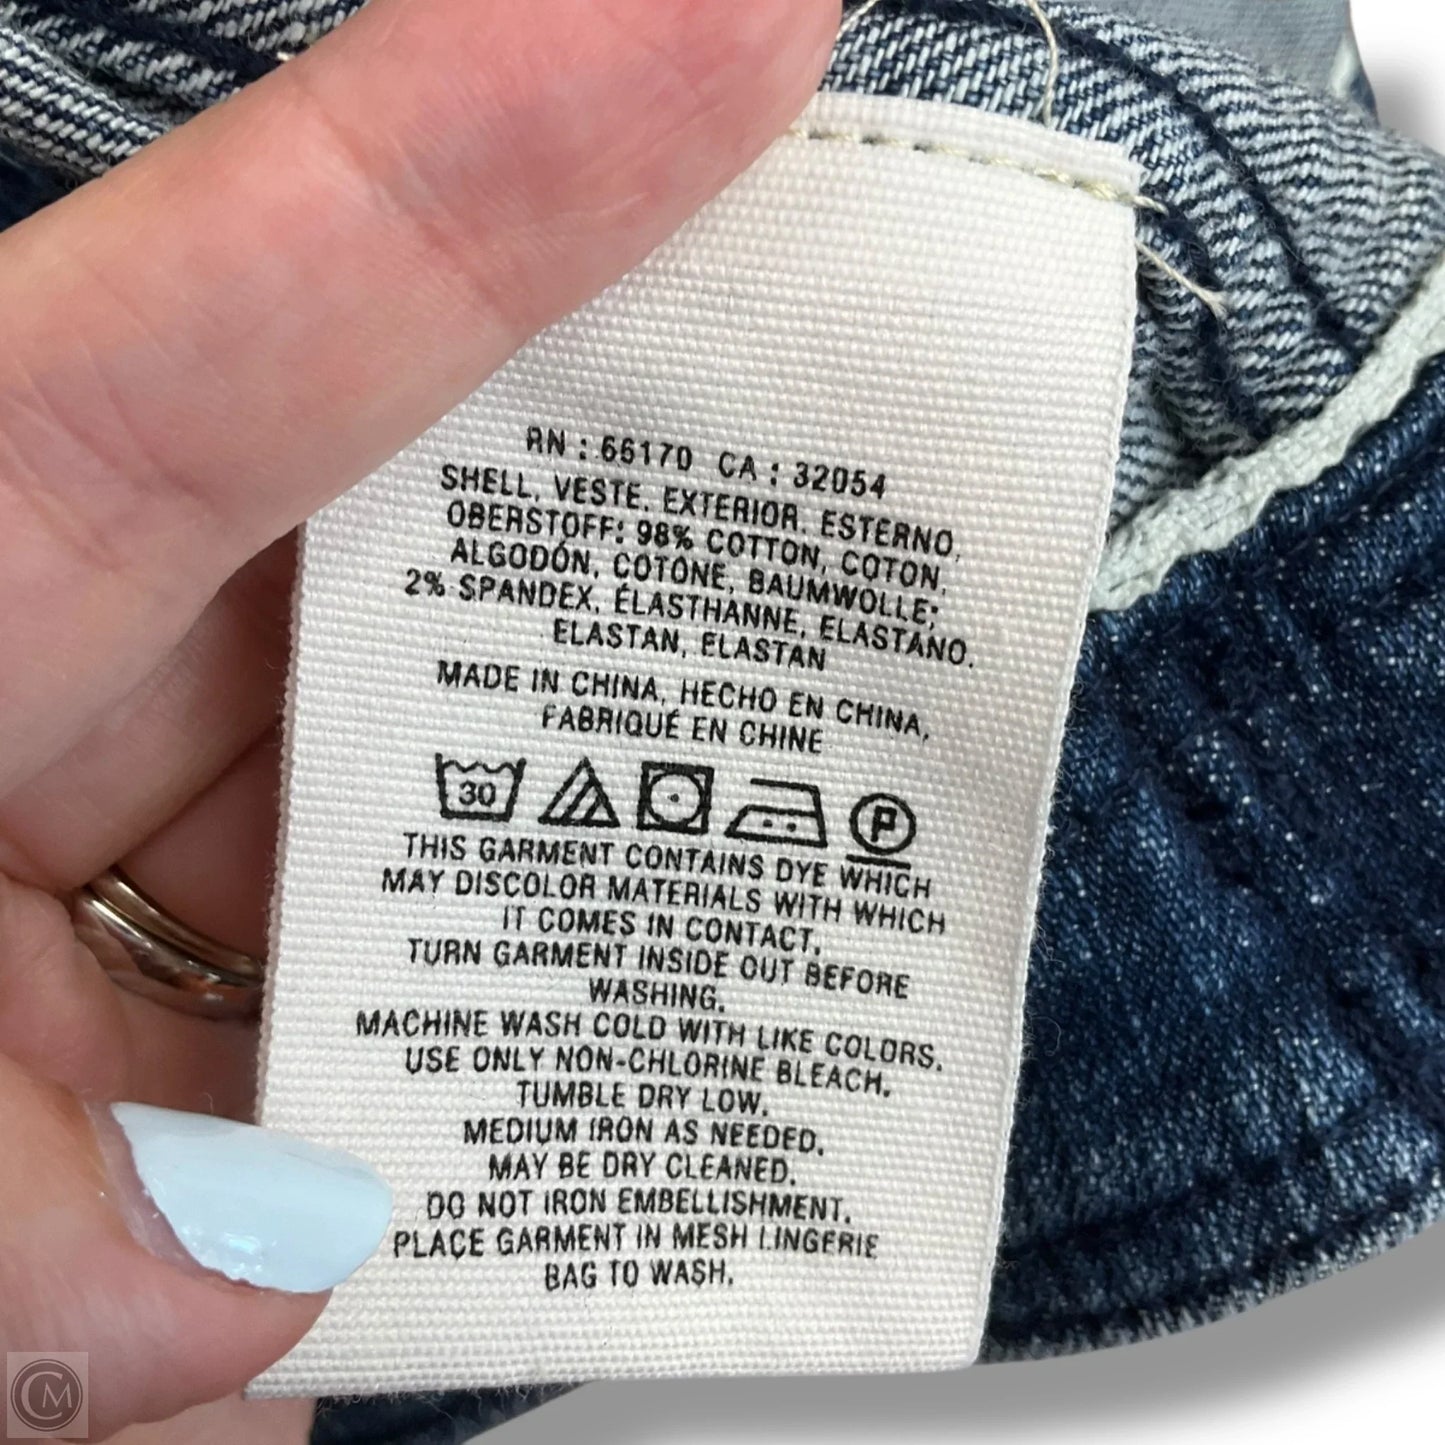 RN : 66170 CA : 32054
SHELL, VESTE, EXTERIOR, ESTERNO,
OBERSTOFF: 98% COTTON, COTON,
ALGODÓN, COTONE, BAUMWOLLE;
2% SPANDEX, ÉLASTHANNE, ELASTANO.
ELASTAN, ELASTAN
MADE IN CHINA, HECHO EN CHINA,
FABRIQUÉ EN CHINE
30 P
THIS GARMENT CONTAINS DYE WHICH
MAY DISCOLOR MATERIALS WITH WHICH
IT COMES IN CONTACT.
TURN GARMENT INSIDE OUT BEFORE
WASHING.
MACHINE WASH COLD WITH LIKE COLORS.
USE ONLY NON-CHLORINE BLEACH.
TUMBLE DRY LOW.
MEDIUM IRON AS NEEDED.
MAY BE DRY CLEANED.
DO NOT IRON EMBELLISHMENT.
PLACE GARMENT IN MESH LINGERIE
BAG TO WASH.
CM